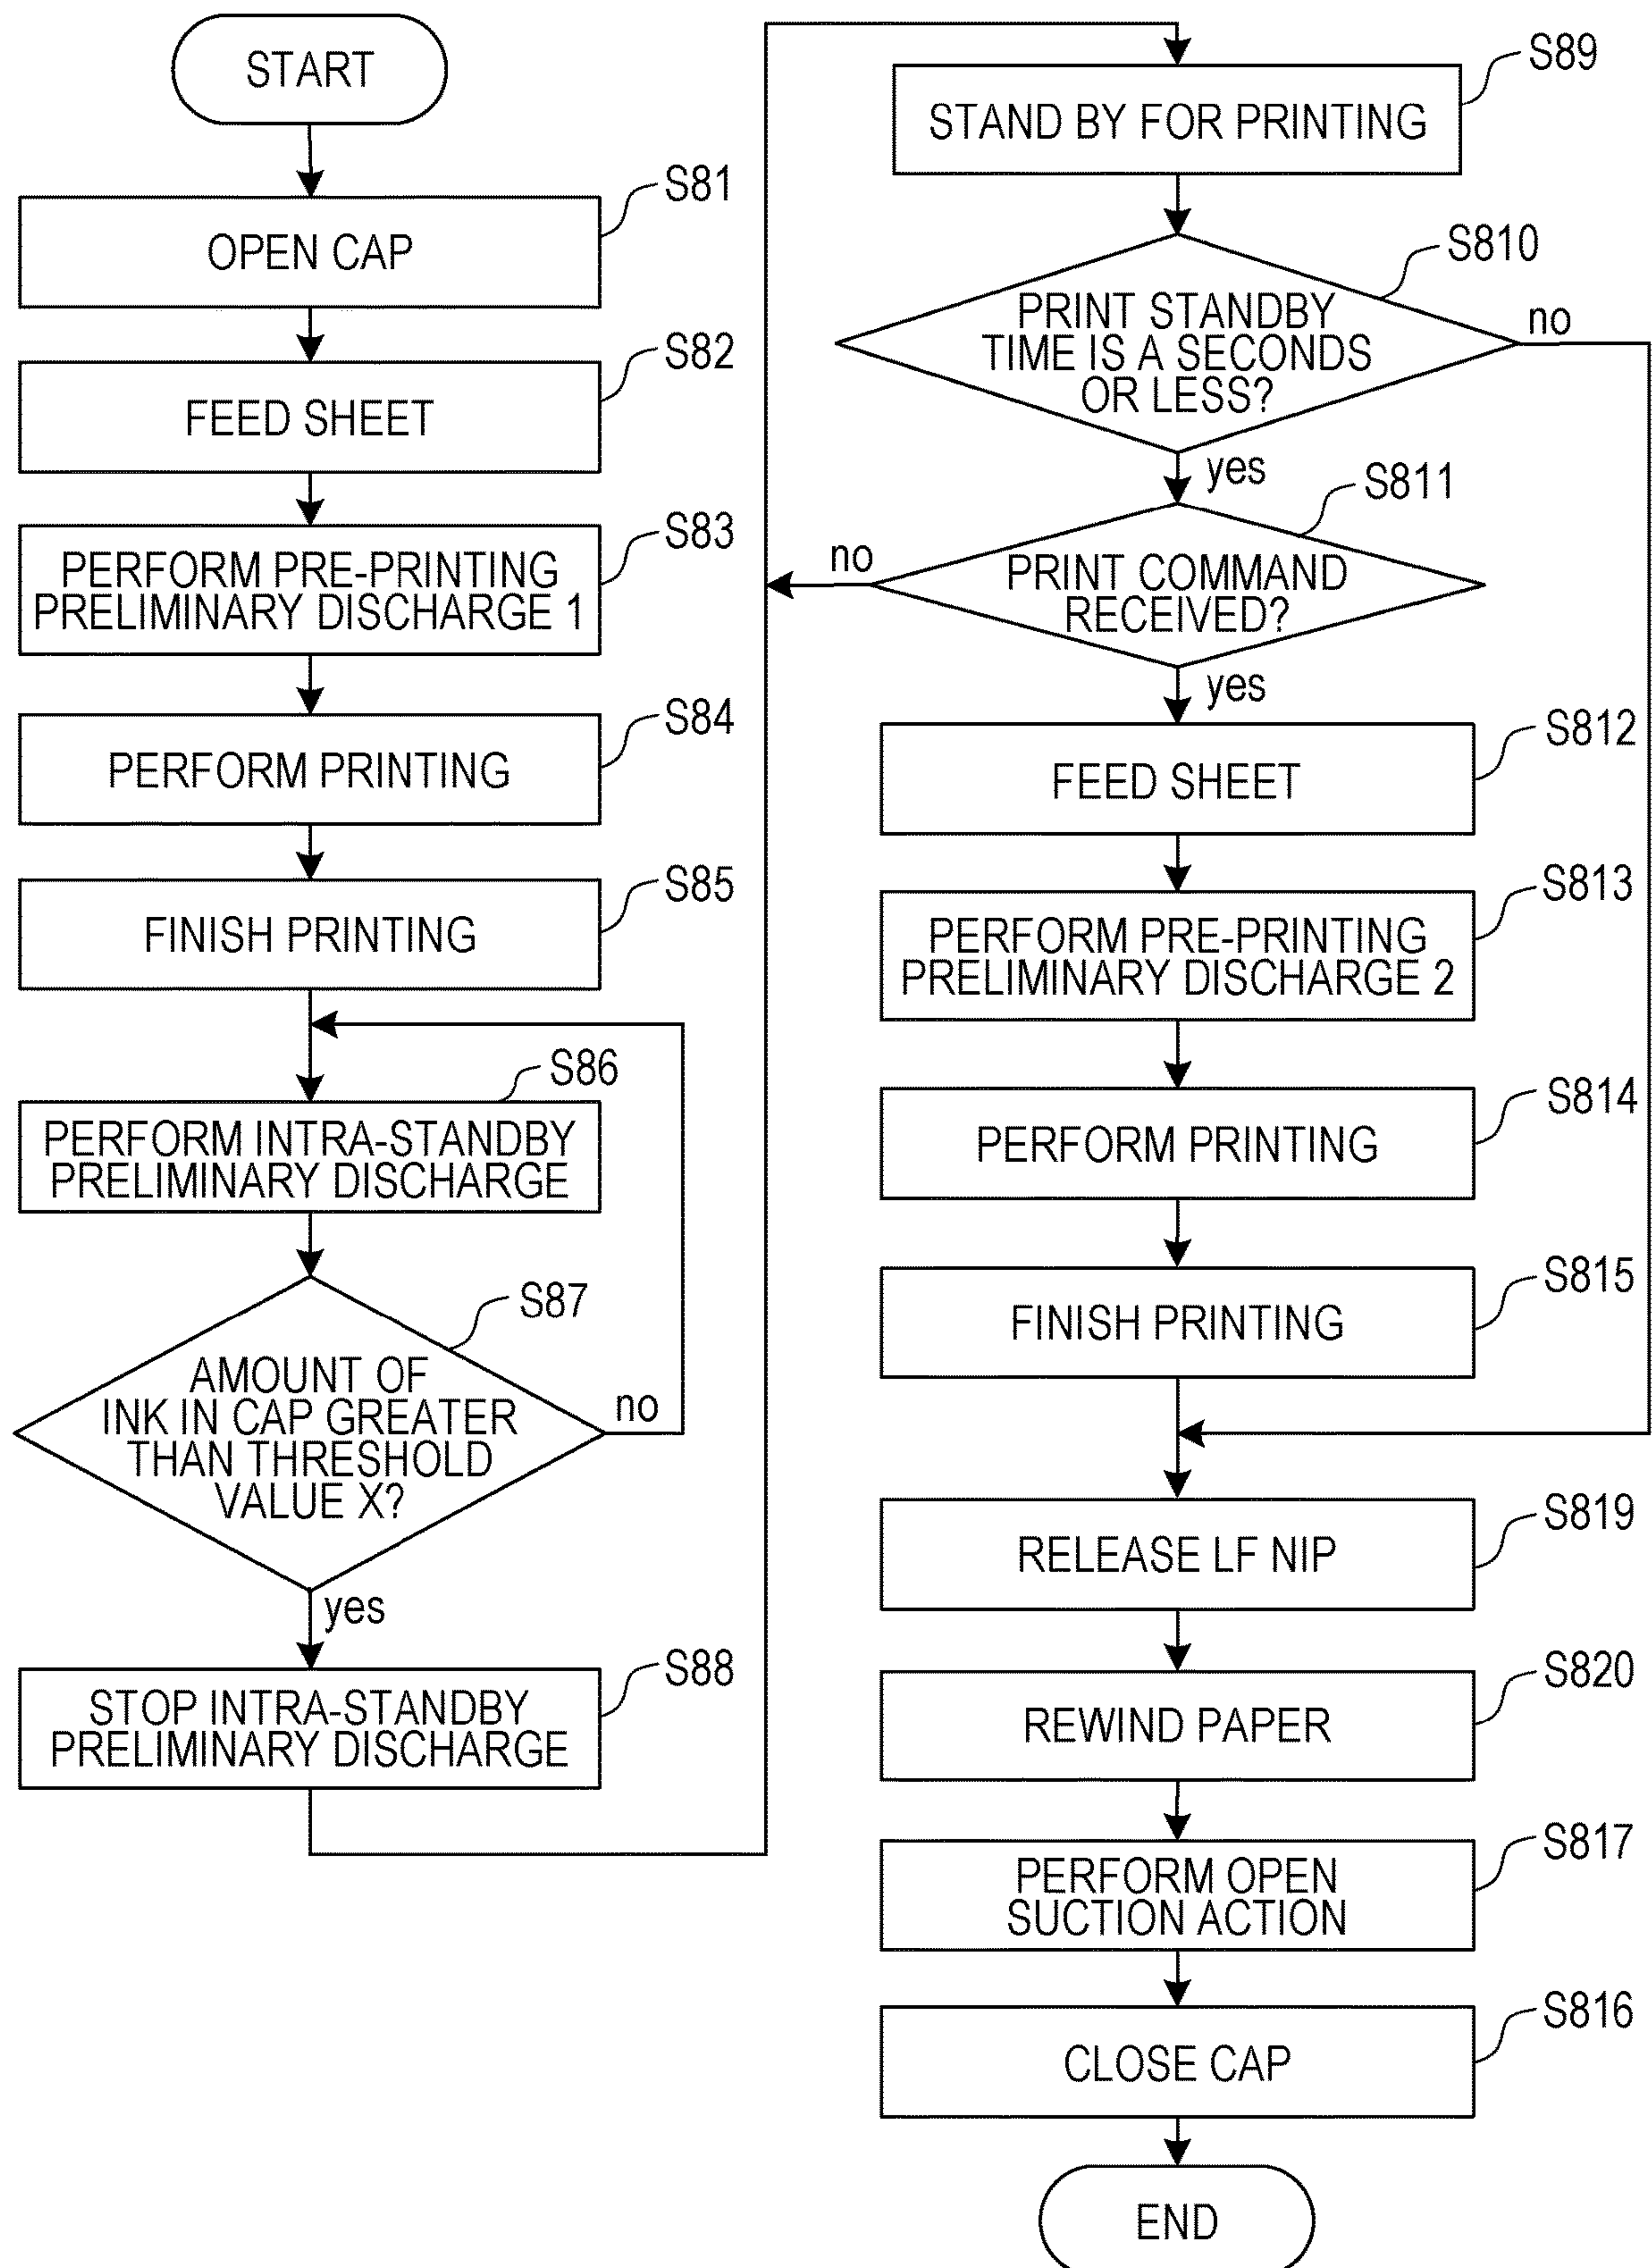 START
S81
OPEN CAP
S82
FEED SHEET
S83
PERFORM PRE-PRINTING
PRELIMINARY DISCHARGE 1
S84
PERFORM PRINTING
S85
FINISH PRINTING
S86
PERFORM INTRA-STANDBY
PRELIMINARY DISCHARGE
S87
AMOUNT OF
INK IN CAP GREATER
THAN THRESHOLD
VALUE X?
no
yes
S88
STOP INTRA-STANDBY
PRELIMINARY DISCHARGE
S89
STAND BY FOR PRINTING
S810
PRINT STANDBY
TIME IS A SECONDS
OR LESS?
no
yes
S811
PRINT COMMAND
RECEIVED?
no
yes
S812
FEED SHEET
S813
PERFORM PRE-PRINTING
PRELIMINARY DISCHARGE 2
S814
PERFORM PRINTING
S815
FINISH PRINTING
S819
RELEASE LF NIP
S820
REWIND PAPER
S817
PERFORM OPEN
SUCTION ACTION
S816
CLOSE CAP
END